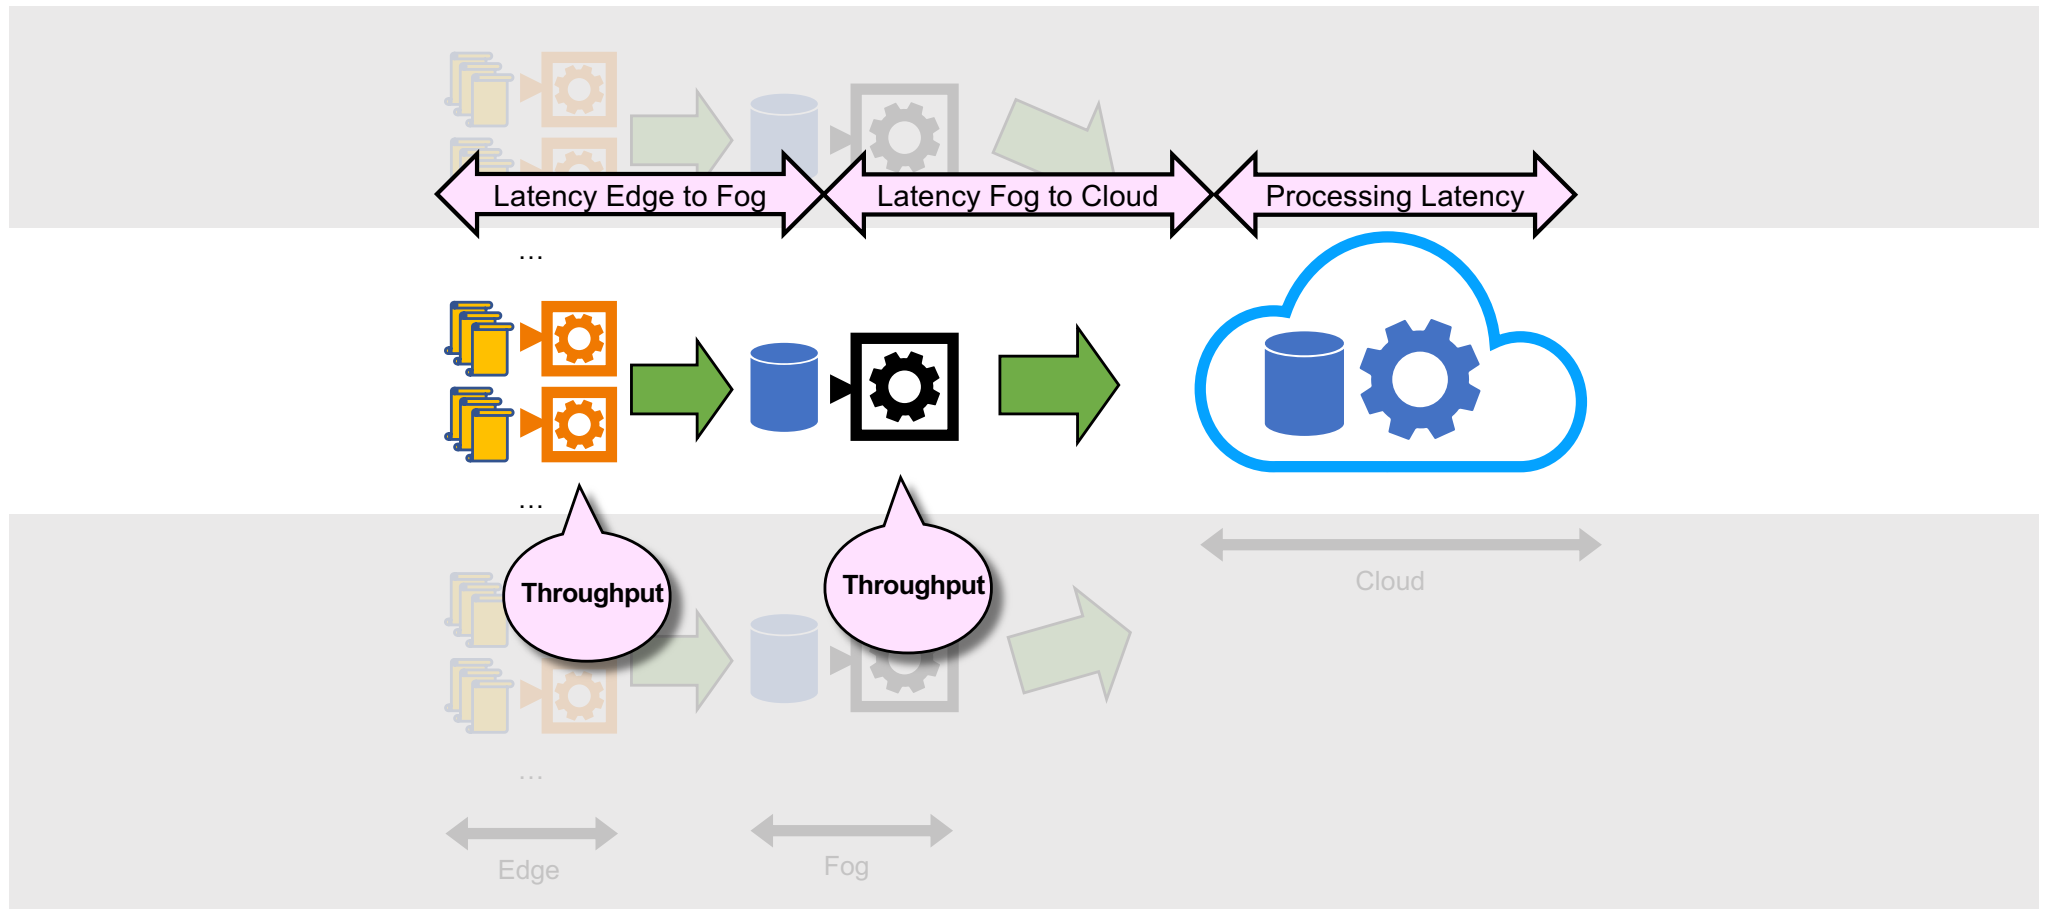 Latency Edge to Fog
Latency Fog to Cloud
Processing Latency
...
...
Throughput
Throughput
Cloud
...
Edge
Fog